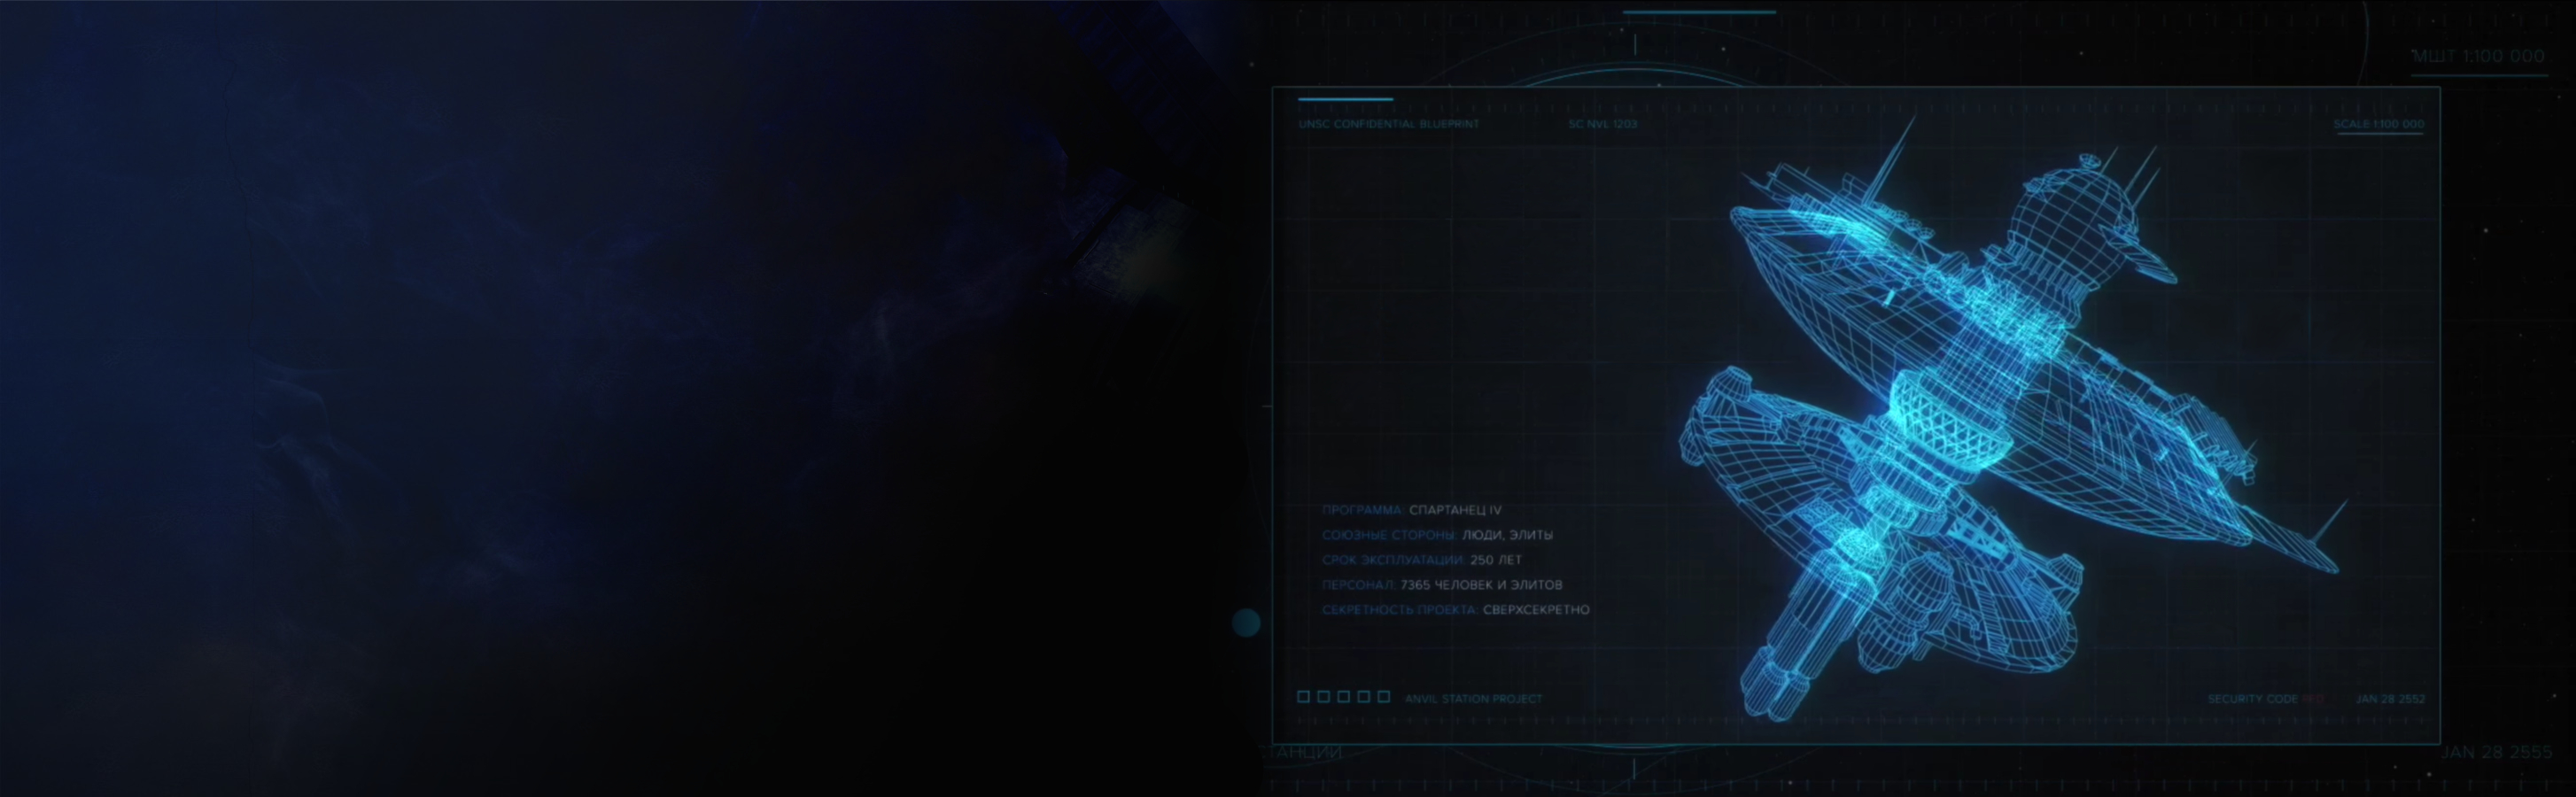 МШТ 1:100 000
UNSC CONFIDENTIAL BLUEPRINT
SC NVL 1203
SCALE 1:100 000
ПРОГРАММА: СПАРТАНЕЦ IV
СОЮЗНЫЕ СТОРОНЫ: ЛЮДИ, ЭЛИТЫ
СРОК ЭКСПЛУАТАЦИИ: 250 ЛЕТ
ПЕРСОНАЛ: 7365 ЧЕЛОВЕК И ЭЛИТОВ
СЕКРЕТНОСТЬ ПРОЕКТА: СВЕРХСЕКРЕТНО
ANVIL STATION PROJECT
SECURITY CODE RED
JAN 28 2552
JAN 28 2555